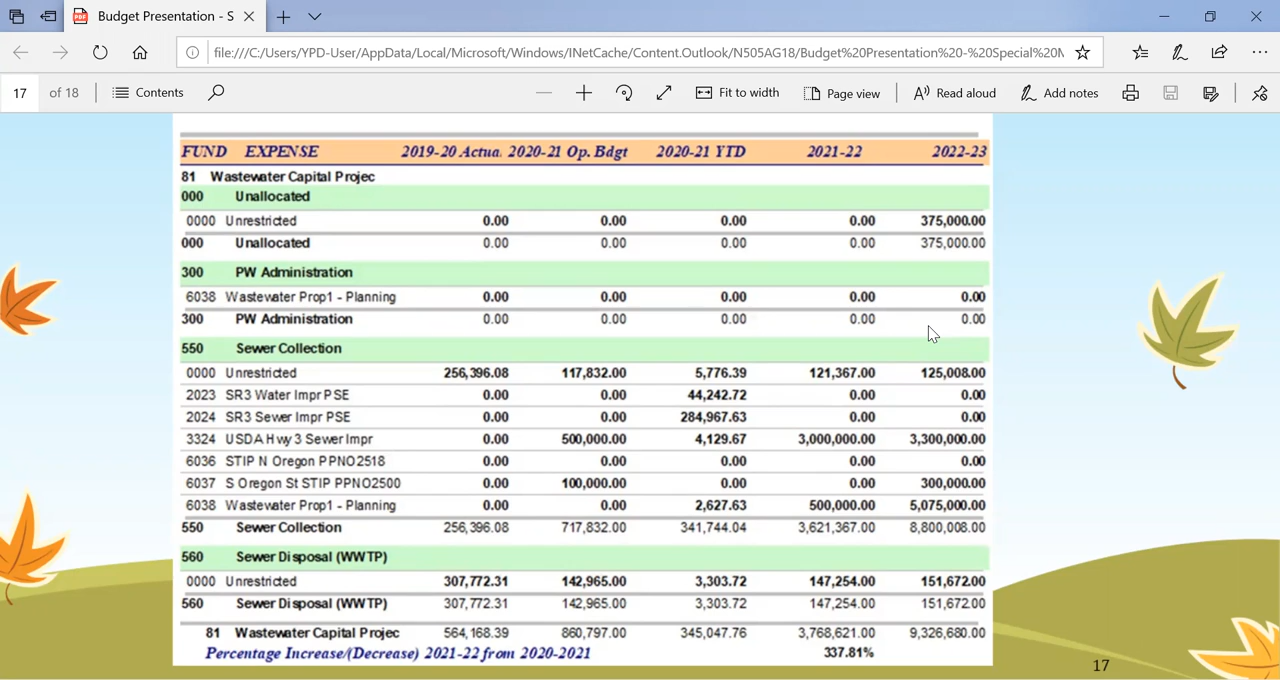 Budget Presentation - S
file:///C:/Users/YPD-User/AppData/Local/Microsoft/Windows/INetCache/Content.Outlook/N505AG18/Budget%20Presentation%20-%20Special%20M
17 of 18 Contents Fit to width Page view Read aloud Add notes
FUND EXPENSE 2019-20 Actua. 2020-21 Op. Bdgt 2020-21 YTD 2021-22 2022-23
81 Wastewater Capital Projec
000 Unallocated
0000 Unrestricted 0.00 0.00 0.00 0.00 375,000.00
000 Unallocated 0.00 0.00 0.00 0.00 375,000.00
300 PW Administration
6038 Wastewater Prop1 - Planning 0.00 0.00 0.00 0.00 0.00
300 PW Administration 0.00 0.00 0.00 0.00 0.00
550 Sewer Collection
0000 Unrestricted 256,396.08 117,832.00 5,776.39 121,367.00 125,008.00
2023 SR3 Water Impr PSE 0.00 0.00 44,242.72 0.00 0.00
2024 SR3 Sewer Impr PSE 0.00 0.00 284,967.63 0.00 0.00
3324 USDA Hwy 3 Sewer Impr 0.00 500,000.00 4,129.67 3,000,000.00 3,300,000.00
6036 STIP N Oregon PPNO2518 0.00 0.00 0.00 0.00 0.00
6037 S Oregon St STIP PPNO2500 0.00 100,000.00 0.00 0.00 300,000.00
6038 Wastewater Prop1 - Planning 0.00 0.00 2,627.63 500,000.00 5,075,000.00
550 Sewer Collection 256,396.08 717,832.00 341,744.04 3,621,367.00 8,800,008.00
560 Sewer Disposal (WWTP)
0000 Unrestricted 307,772.31 142,965.00 3,303.72 147,254.00 151,672.00
560 Sewer Disposal (WWTP) 307,772.31 142,965.00 3,303.72 147,254.00 151,672.00
81 Wastewater Capital Projec 564,168.39 860,797.00 345,047.76 3,768,621.00 9,326,680.00
Percentage Increase/(Decrease) 2021-22 from 2020-2021 337.81%
17